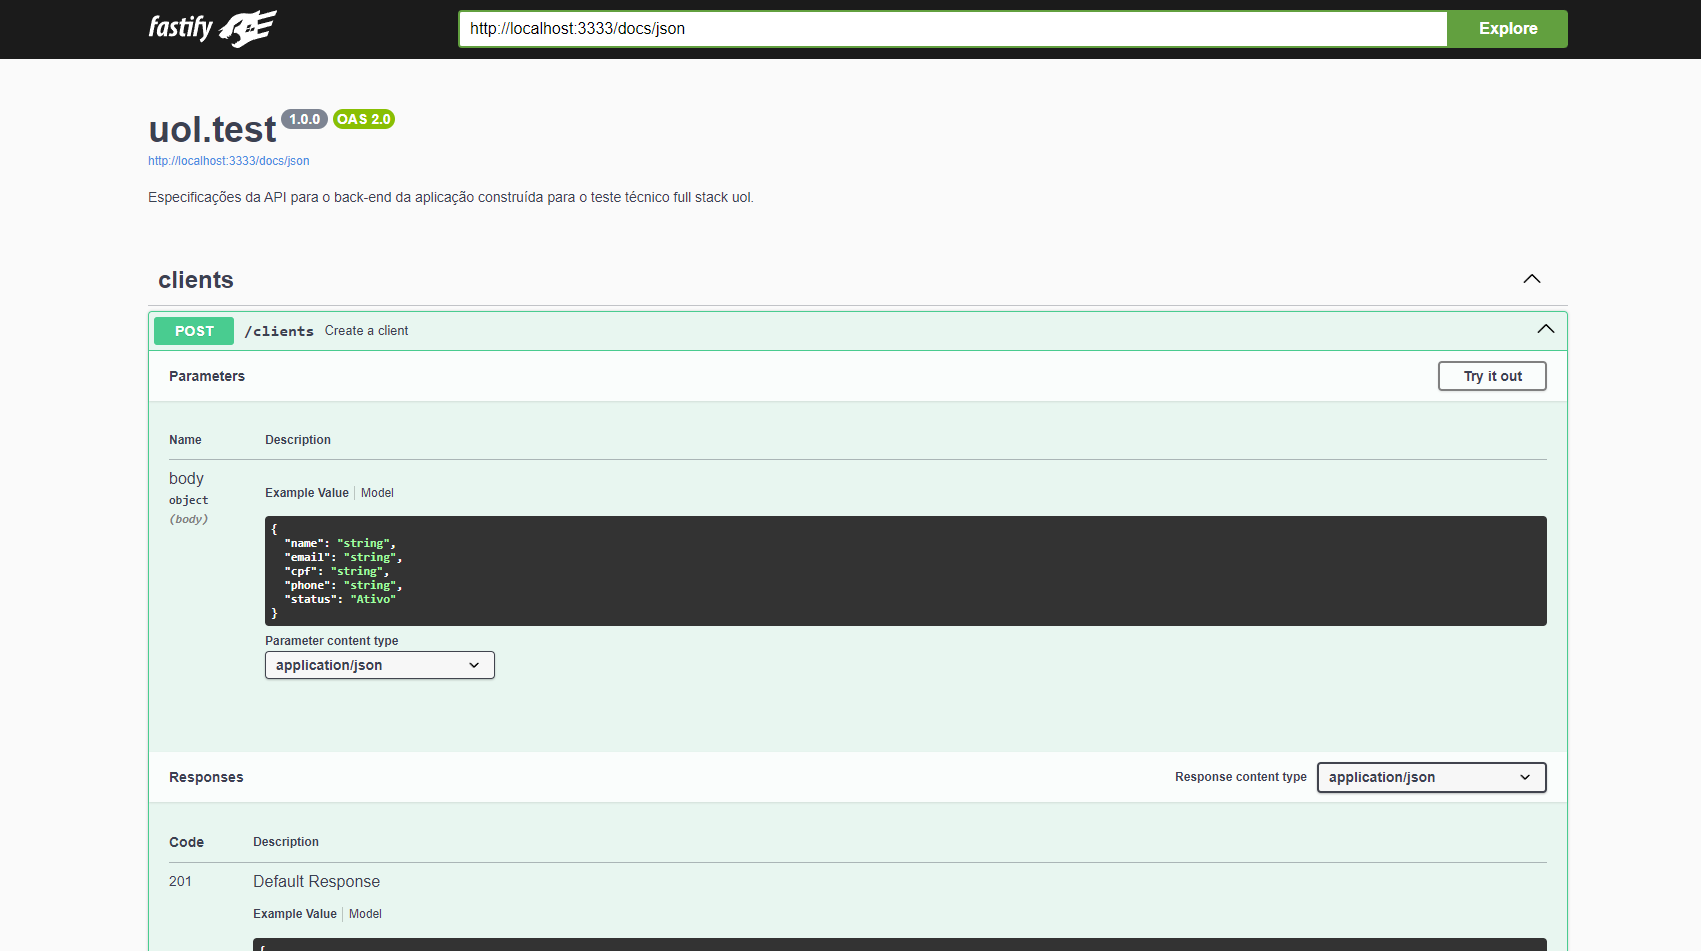 fastify
http://localhost:3333/docs/json
Explore
uol.test 1.0.0 OAS 2.0
http://localhost:3333/docs/json
Especificações da API para o back-end da aplicação construída para o teste técnico full stack uol.
clients
POST /clients Create a client
Parameters
Try it out
Name Description
body
object
(body)
Example Value Model
{
  "name": "string",
  "email": "string",
  "cpf": "string",
  "phone": "string",
  "status": "Ativo"
}
Parameter content type
application/json
Responses
Response content type application/json
Code Description
201 Default Response
Example Value Model
{